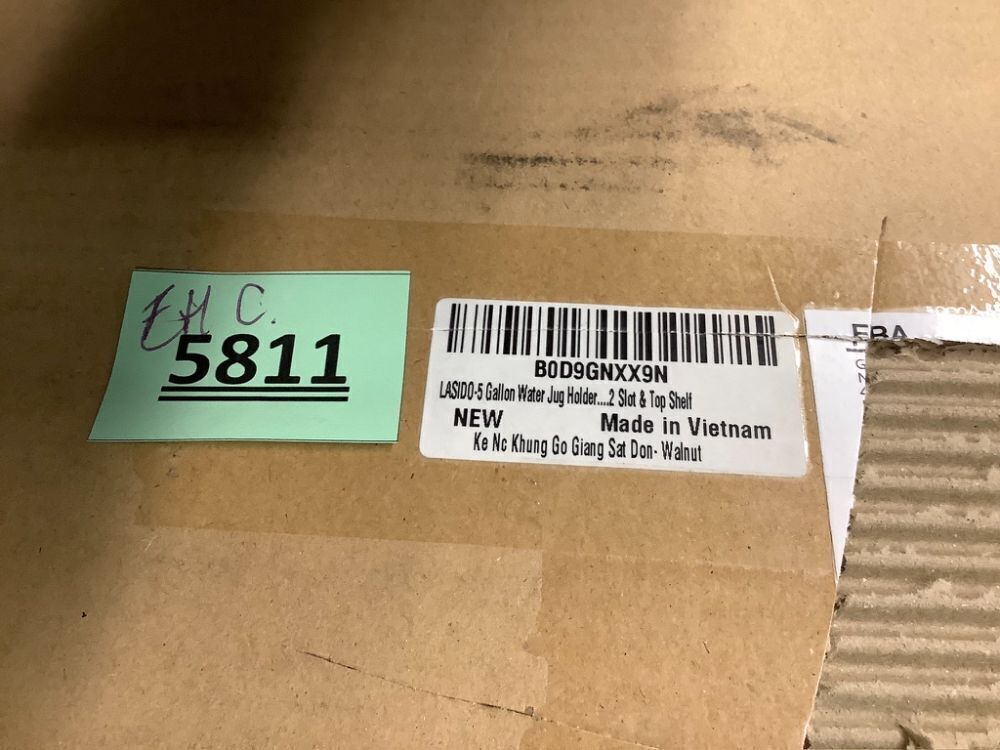 EH C.
5811
B0D9GNXX9N
LASIDO-5 Gallon Water Jug Holder....2 Slot & Top Shelf
NEW Made in Vietnam
Ke Nc Khung Go Giang Sat Don- Walnut
FBA